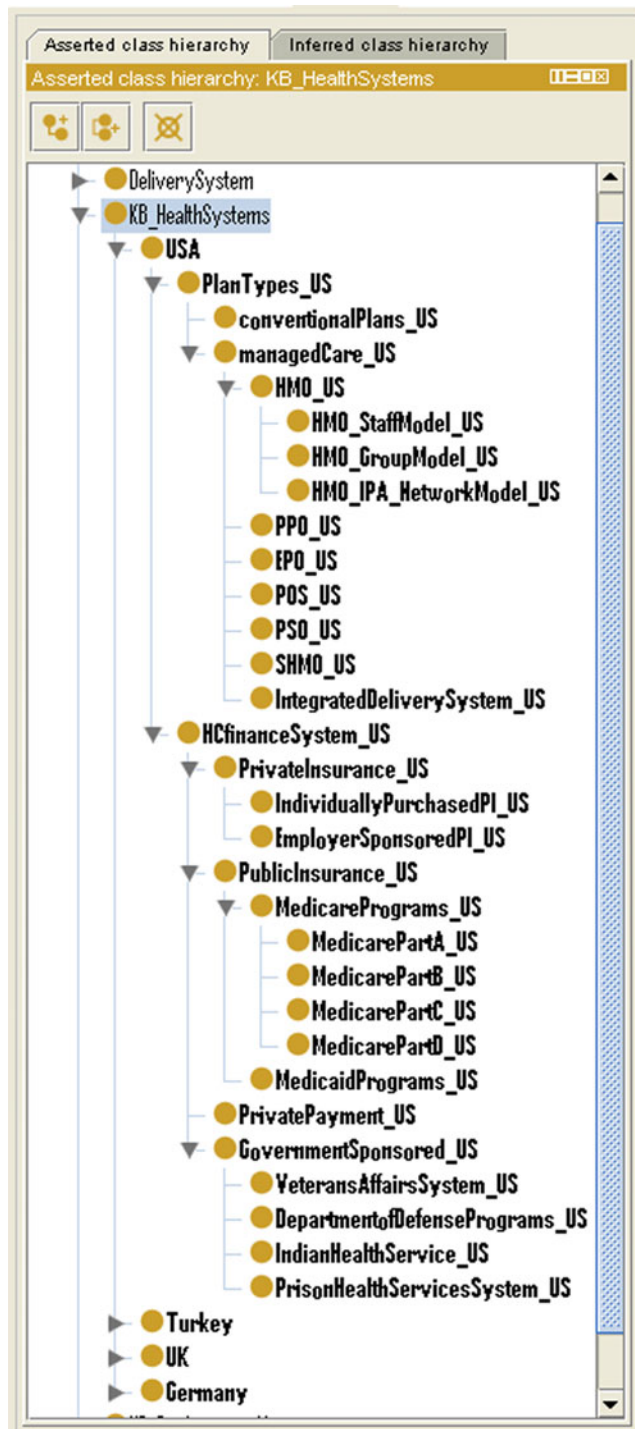 Asserted class hierarchy Inferred class hierarchy
Asserted class hierarchy: KB_HealthSystems
DeliverySystem
KB_HealthSystems
USA
PlanTypes_US
conventionalPlans_US
managedCare_US
HMO_US
HMO_StaffModel_US
HMO_GroupModel_US
HMO_IPA_NetworkModel_US
PPO_US
EPO_US
POS_US
PSO_US
SHMO_US
IntegratedDeliverySystem_US
HCfinanceSystem_US
PrivateInsurance_US
IndividuallyPurchasedPI_US
EmployerSponsoredPI_US
PublicInsurance_US
MedicarePrograms_US
MedicarePartA_US
MedicarePartB_US
MedicarePartC_US
MedicarePartD_US
MedicaidPrograms_US
PrivatePayment_US
GovernmentSponsored_US
VeteransAffairsSystem_US
DepartmentofDefensePrograms_US
IndianHealthService_US
PrisonHealthServicesSystem_US
Turkey
UK
Germany